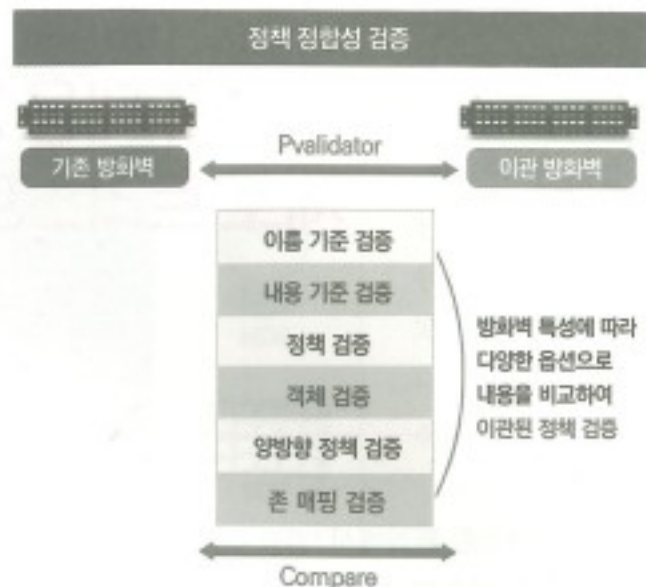 정책 정합성 검증
기존 방화벽
Pvalidator
이관 방화벽
이름 기준 검증
내용 기준 검증
정책 검증
객체 검증
양방향 정책 검증
존 매핑 검증
방화벽 특성에 따라
다양한 옵션으로
내용을 비교하여
이관된 정책 검증
Compare